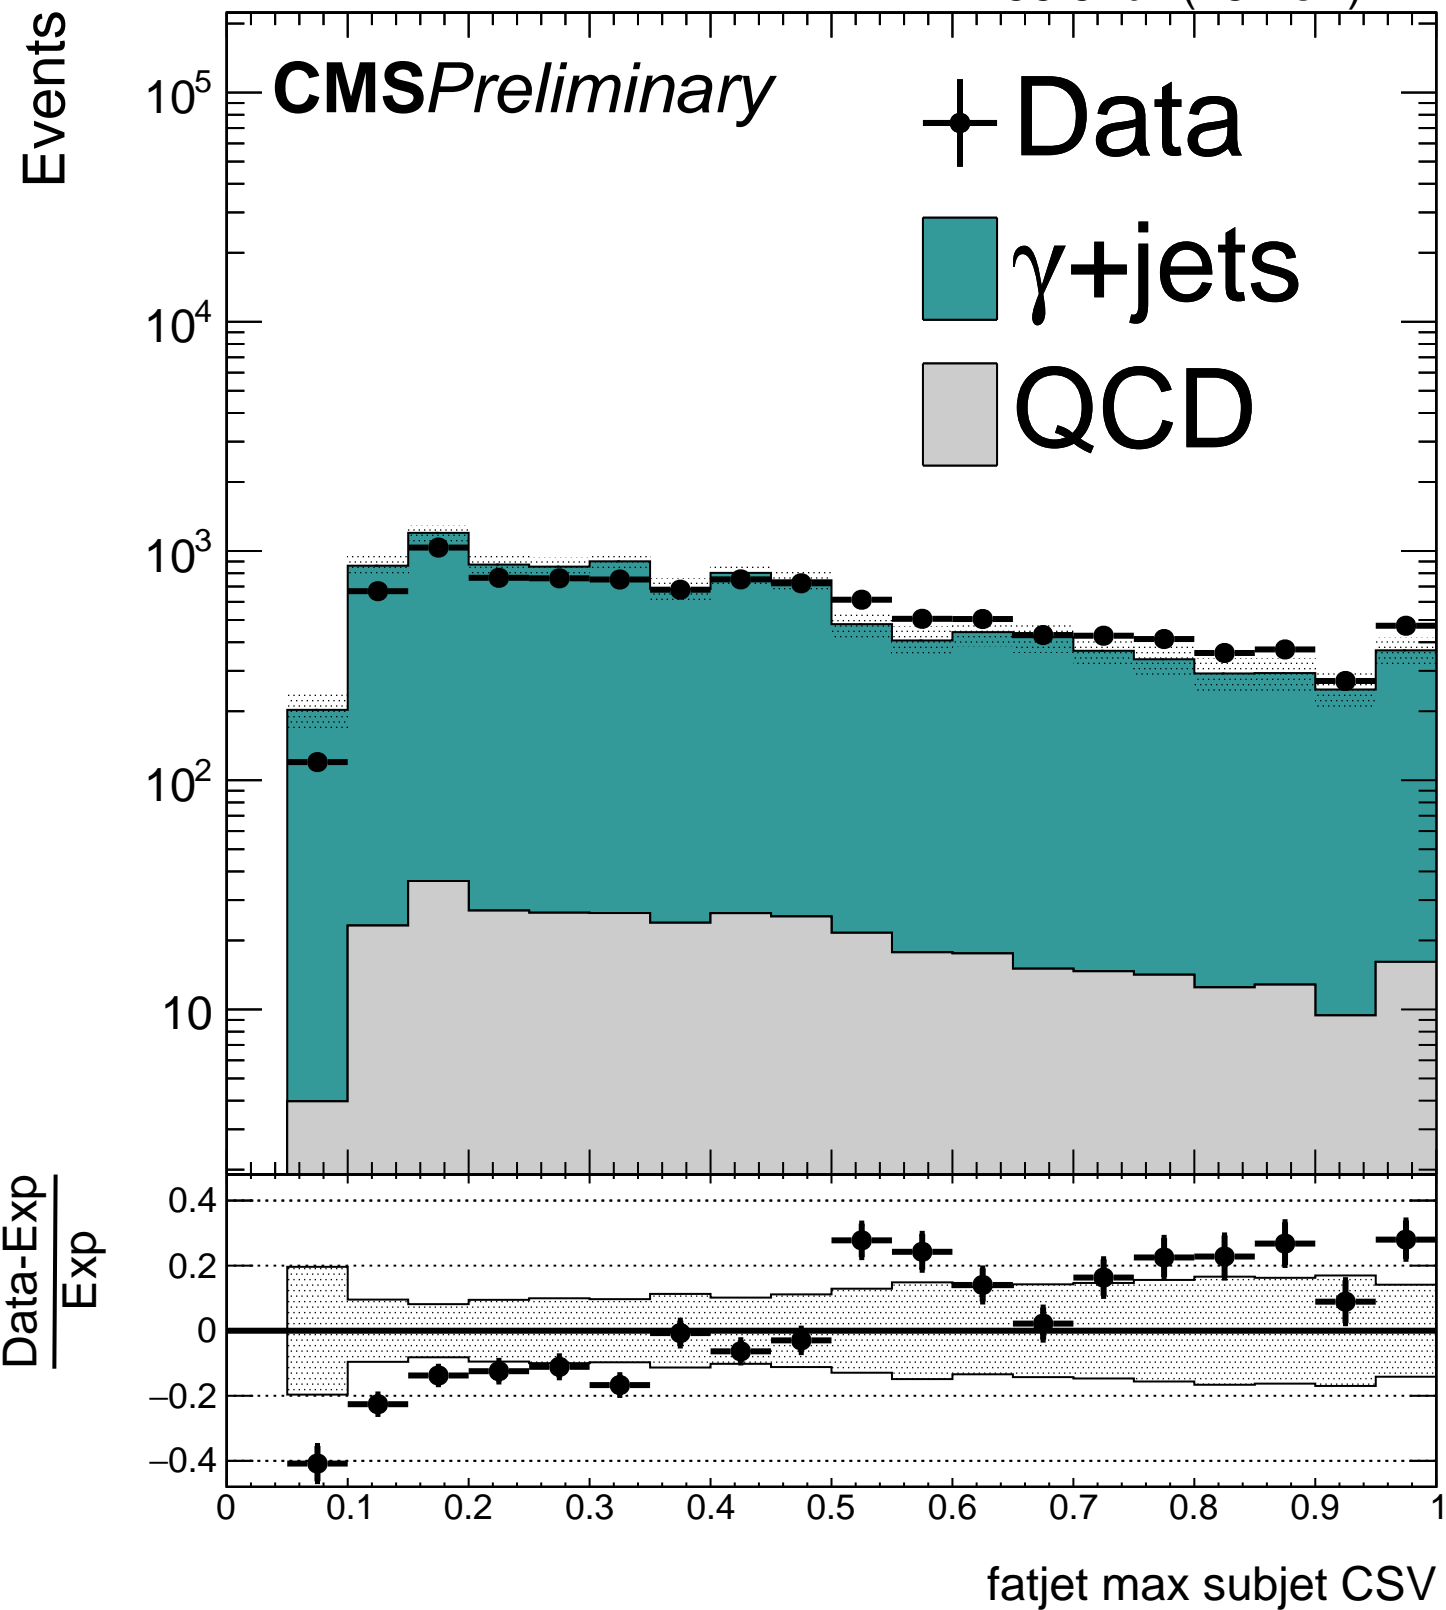 CMS Preliminary
Events
Data
γ+jets
QCD
10^5
10^4
10^3
10^2
10
Data-Exp
Exp
0.4
0.2
0
−0.2
−0.4
0 0.1 0.2 0.3 0.4 0.5 0.6 0.7 0.8 0.9 1
fatjet max subjet CSV